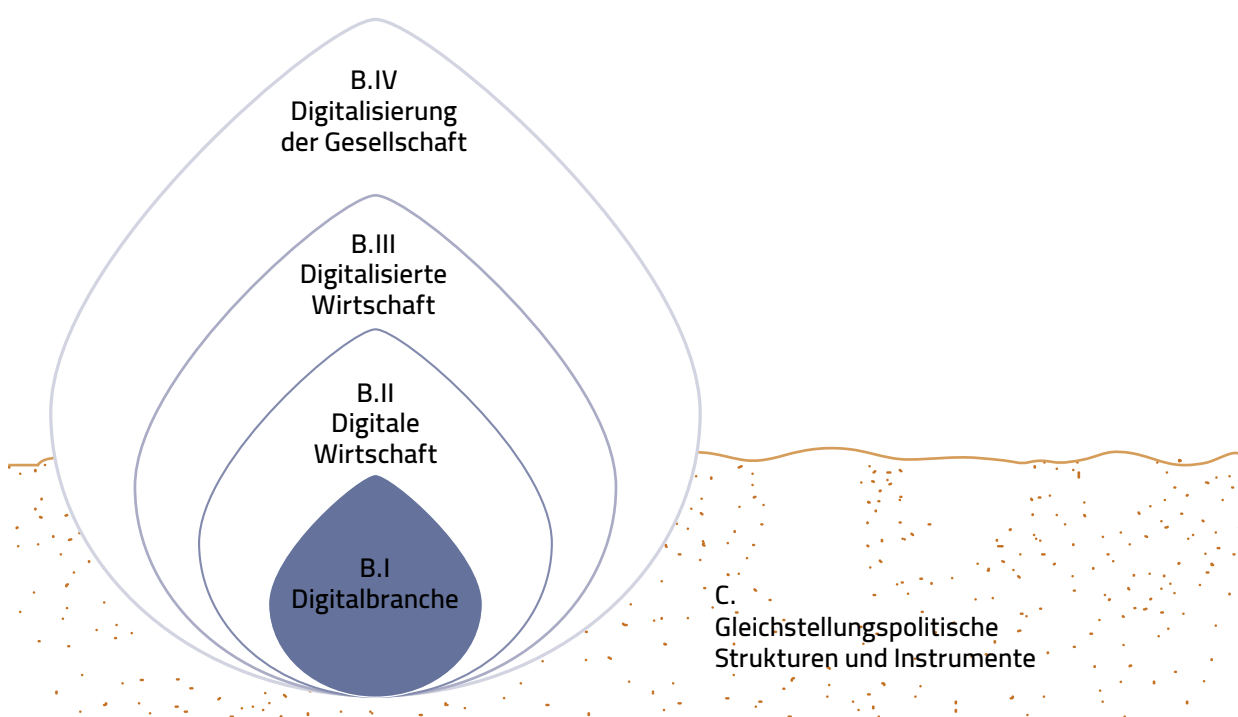 B.IV
Digitalisierung
der Gesellschaft
B.III
Digitalisierte
Wirtschaft
B.II
Digitale
Wirtschaft
B.I
Digitalbranche
C.
Gleichstellungspolitische
Strukturen und Instrumente